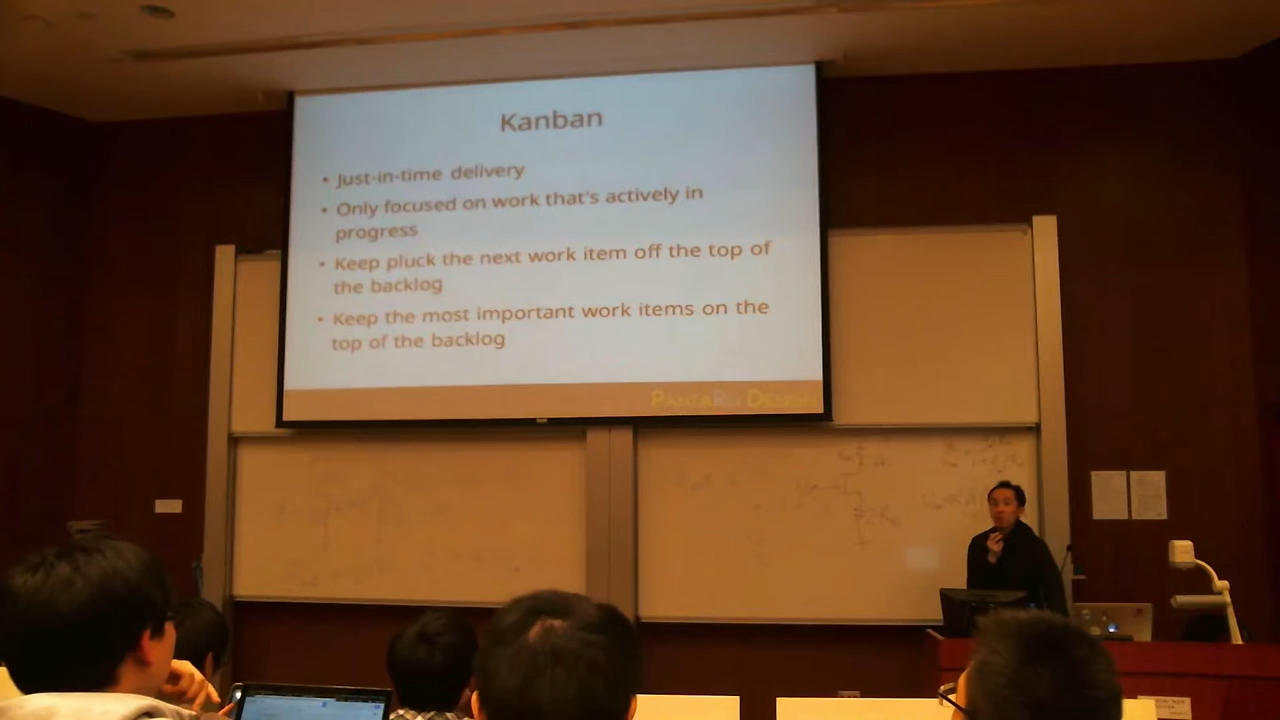 Kanban
• Just-in-time delivery
• Only focused on work that's actively in
progress
• Keep pluck the next work item off the top of
the backlog
• Keep the most important work items on the
top of the backlog
PANTAREI DESIGN